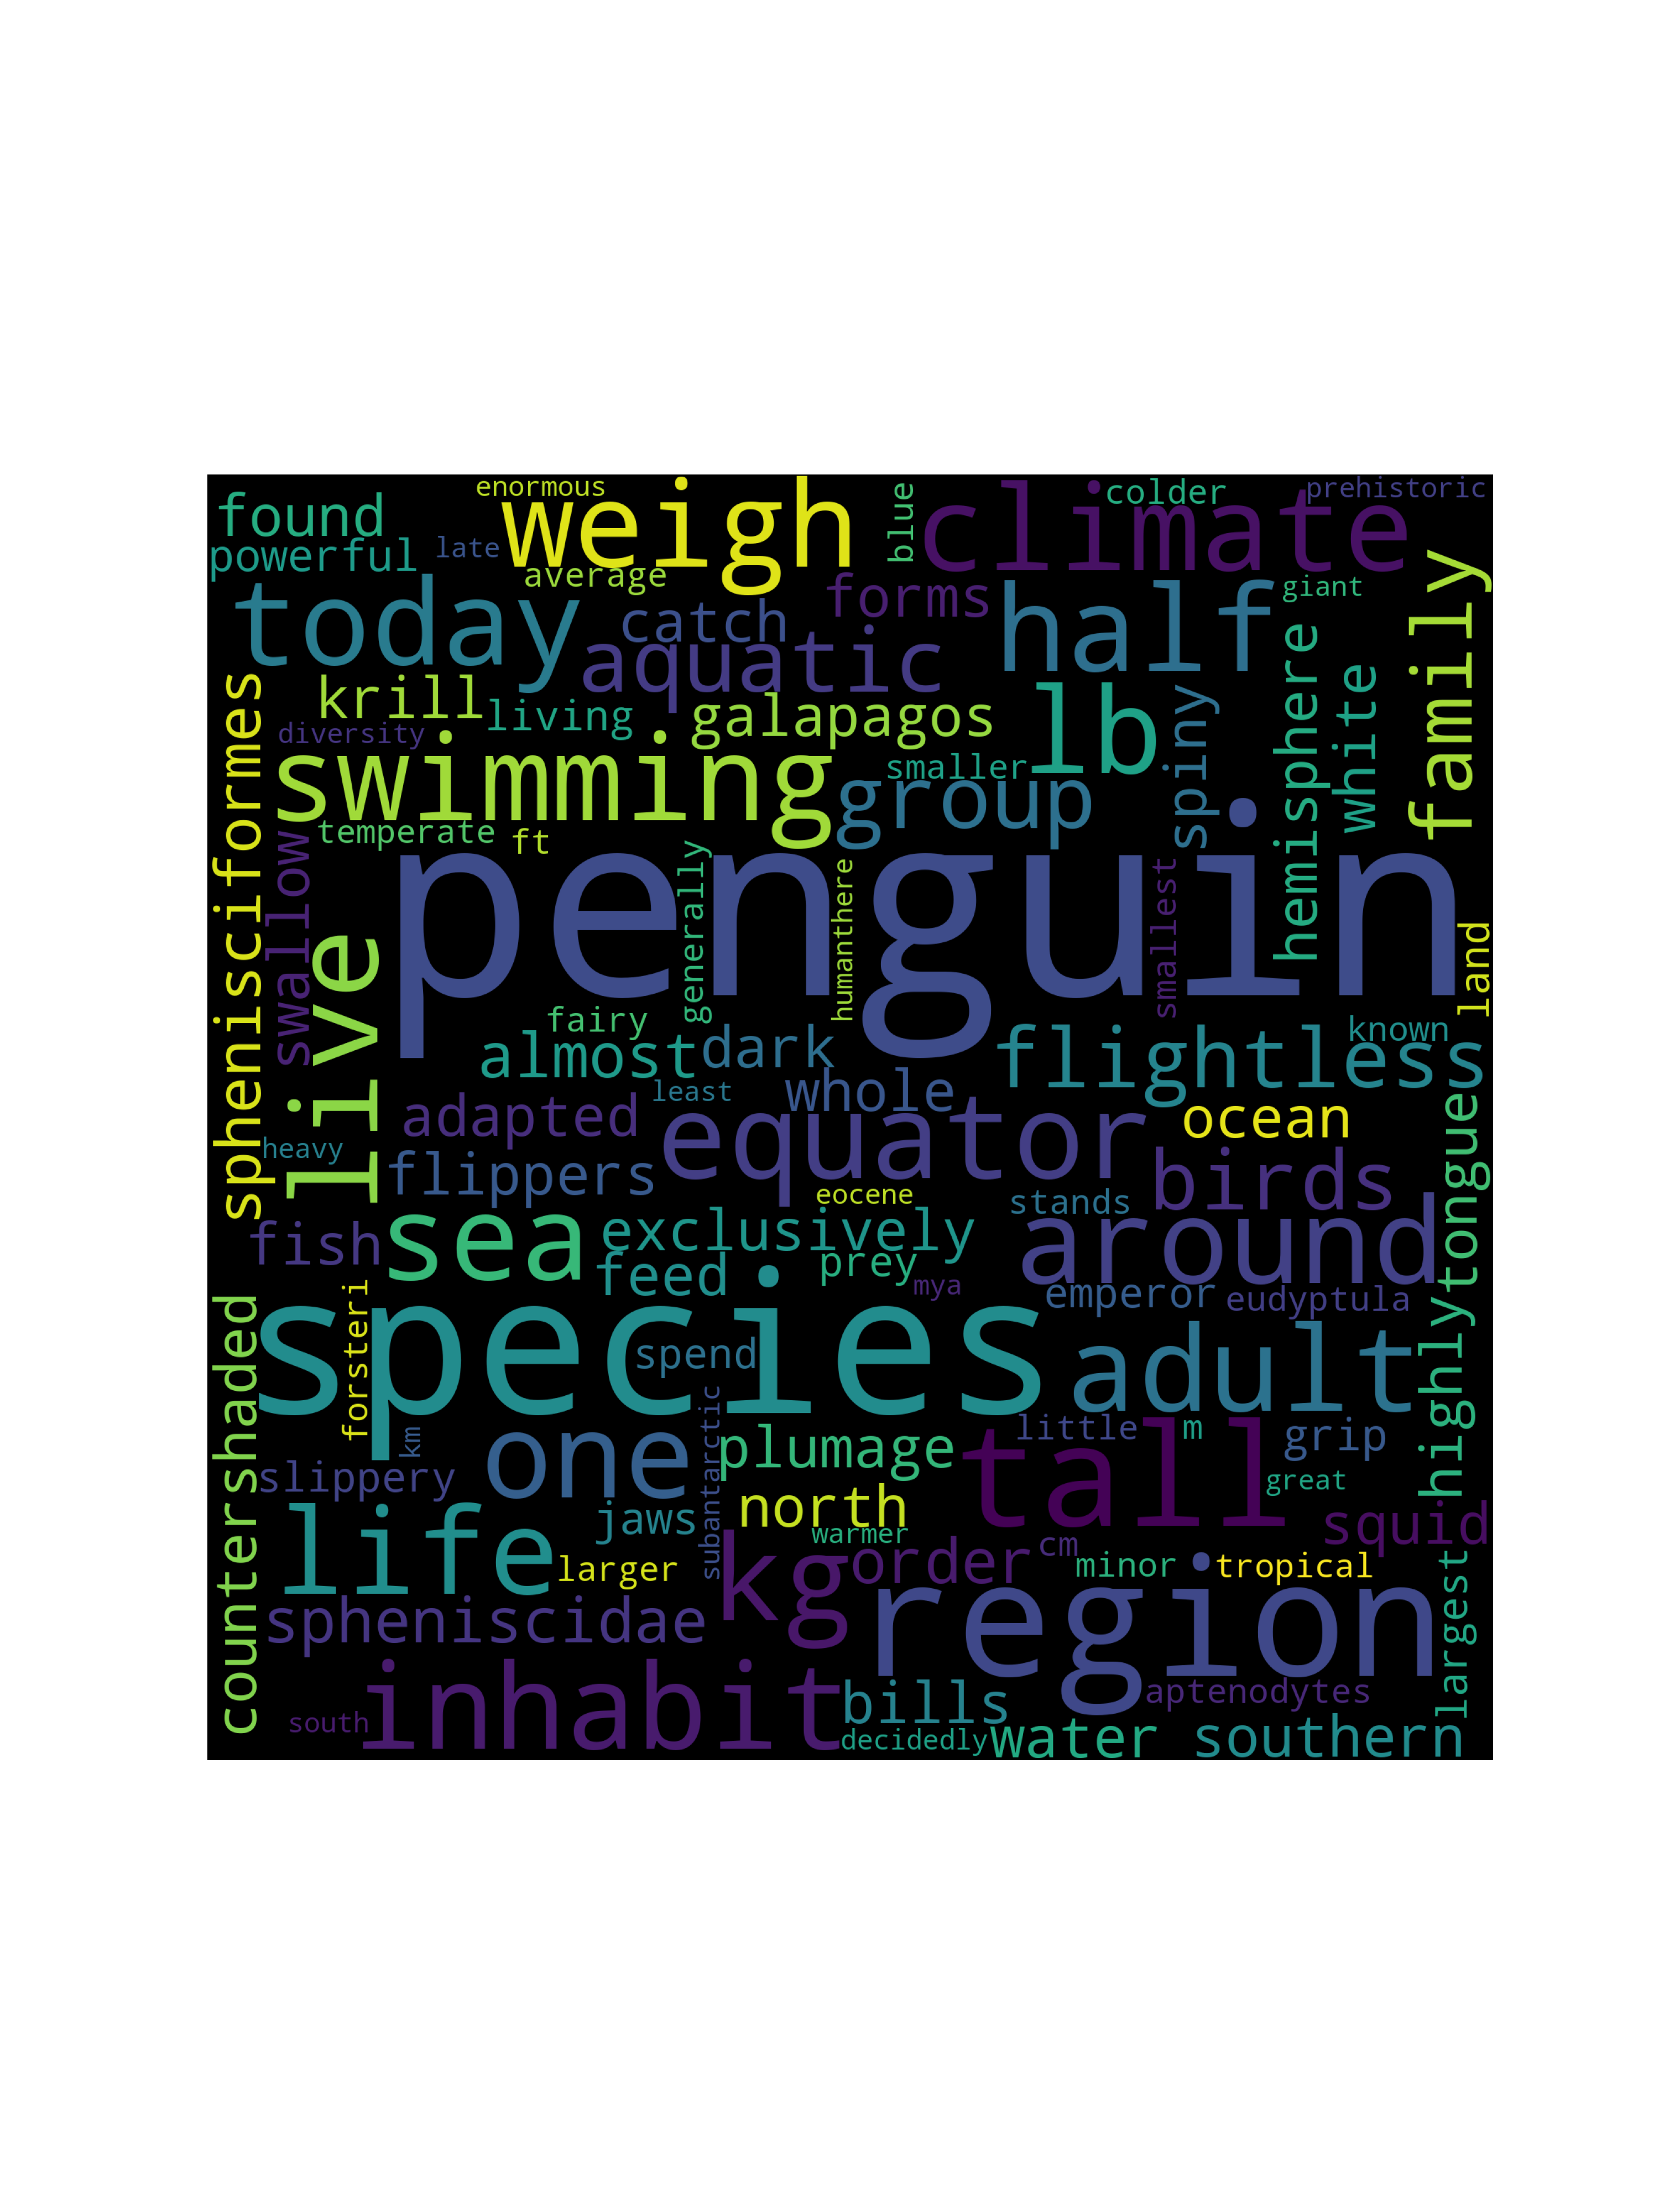 enormous
weigh
blue
climate
colder
prehistoric
found
powerful
late
average
today
catch
forms
half
giant
family
aquatic
hemisphere
white
krill
living
galapagos
lb
spiny
diversity
swimming
smaller
group
sphenisciformes
swallow
temperate
ft
penguin
generally
humanthere
smallest
land
live
fairy
almost
dark
flightless
known
least
whole
adapted
equator
ocean
tongue
heavy
flippers
eocene
stands
birds
fish
sea
exclusively
around
feed
prey
mya
emperor
eudyptula
highly
countershaded
forsteri
species
spend
adult
km
subantarctic
one
plumage
little
m
tall
grip
slippery
great
life
jaws
north
warmer
squid
larger
kg
order
cm
minor
tropical
largest
spheniscidae
region
inhabit
bills
aptenodytes
south
decidedly
water
southern